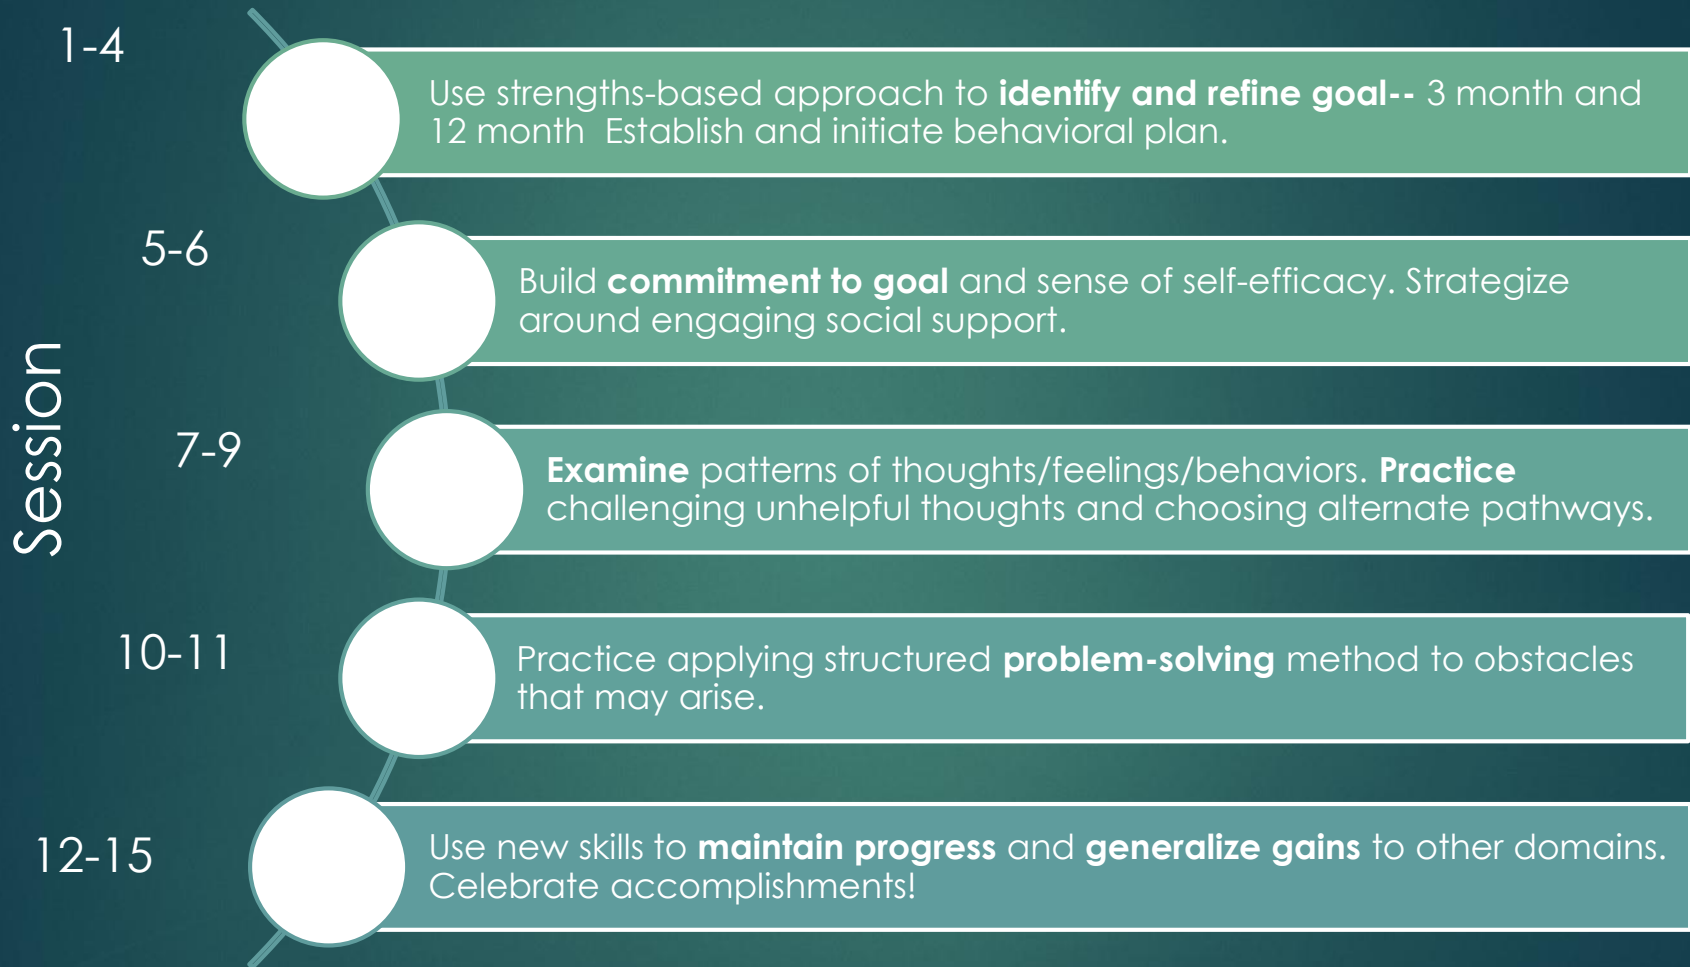 Session
1-4
Use strengths-based approach to identify and refine goal-- 3 month and
12 month  Establish and initiate behavioral plan.
5-6
Build commitment to goal and sense of self-efficacy. Strategize
around engaging social support.
7-9
Examine patterns of thoughts/feelings/behaviors. Practice
challenging unhelpful thoughts and choosing alternate pathways.
10-11
Practice applying structured problem-solving method to obstacles
that may arise.
12-15
Use new skills to maintain progress and generalize gains to other domains.
Celebrate accomplishments!